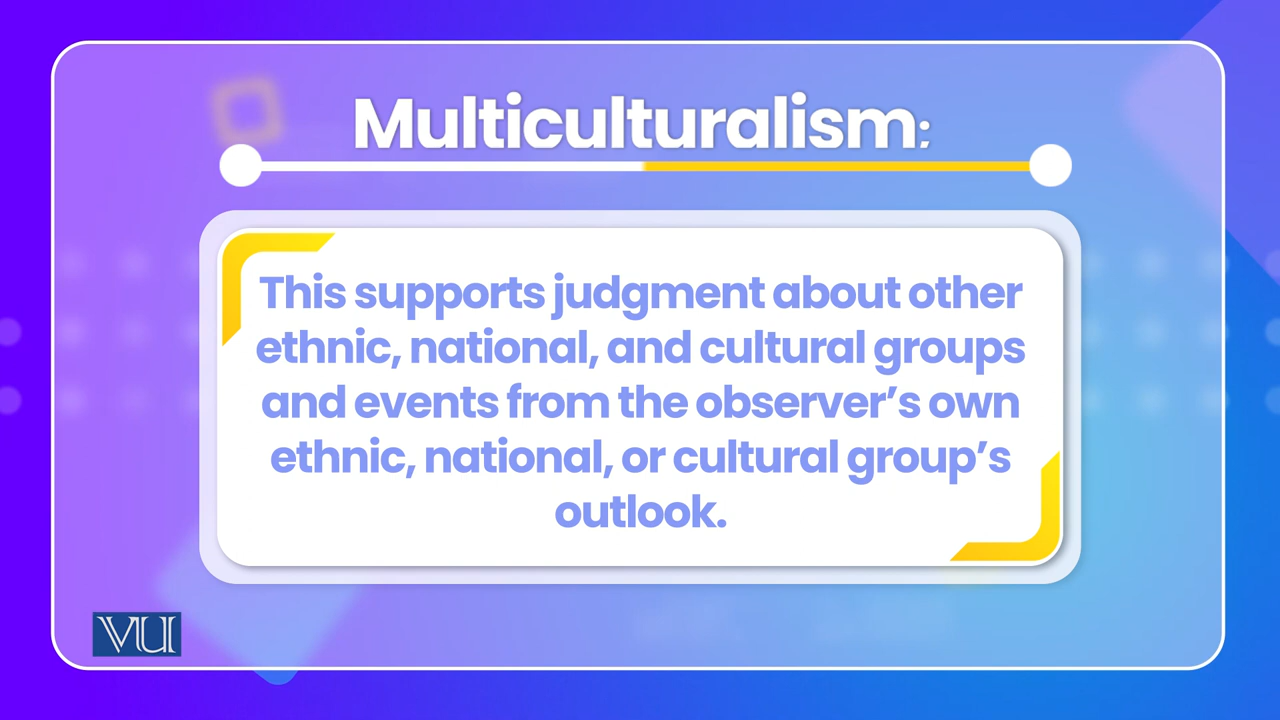 Multiculturalism:
This supports judgment about other
ethnic, national, and cultural groups
and events from the observer’s own
ethnic, national, or cultural group’s
outlook.
VU